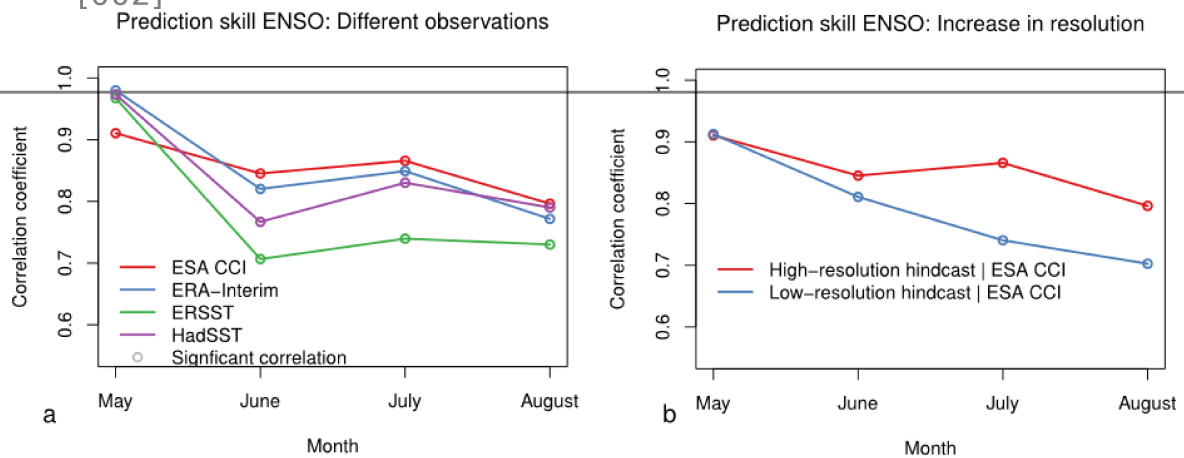 [002]
Prediction skill ENSO: Different observations
Correlation coefficient
1.0
0.9
0.8
0.7
0.6
ESA CCI
ERA−Interim
ERSST
HadSST
Signficant correlation
May
June
July
August
a
Month
Prediction skill ENSO: Increase in resolution
Correlation coefficient
1.0
0.9
0.8
0.7
0.6
High−resolution hindcast | ESA CCI
Low−resolution hindcast | ESA CCI
May
June
July
August
b
Month